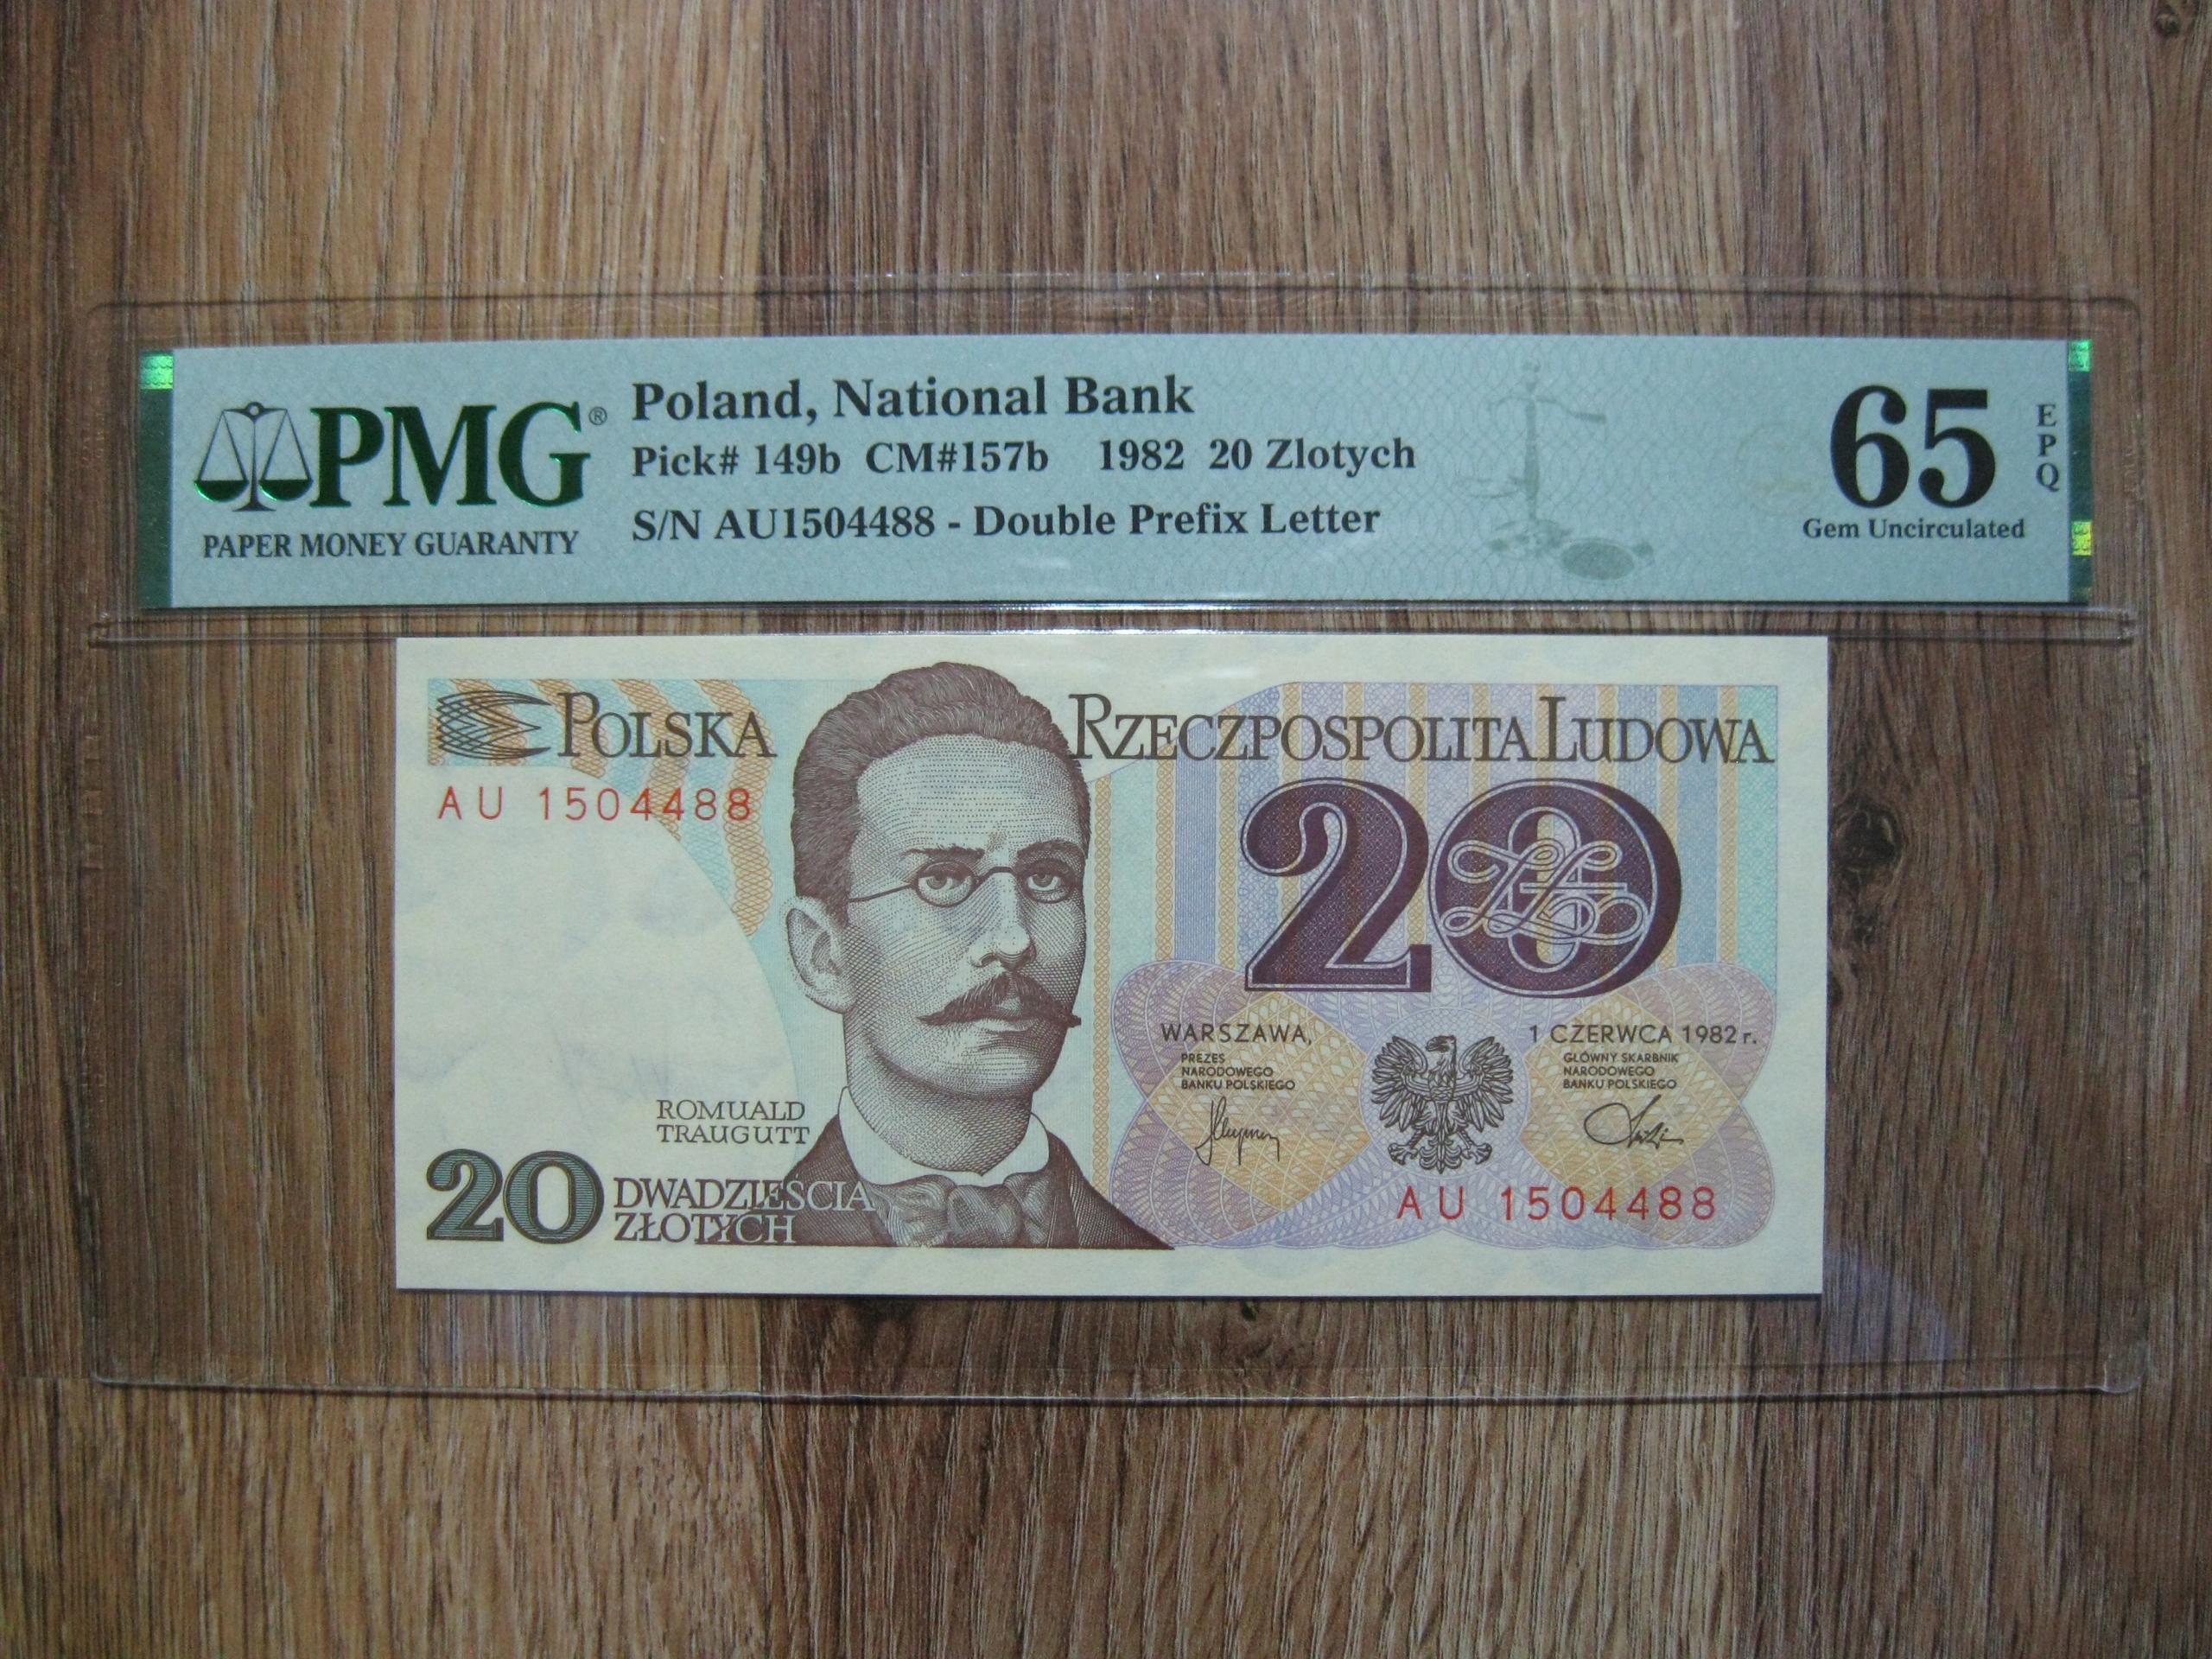 PMG®
PAPER MONEY GUARANTY
Poland, National Bank
Pick# 149b CM#157b 1982 20 Zlotych
S/N AU1504488 - Double Prefix Letter
65
EPQ
Gem Uncirculated
POLSKA RZECZPOSPOLITA LUDOWA
AU 1504488
20
WARSZAWA, 1 CZERWCA 1982 r.
PREZES
NARODOWEGO
BANKU POLSKIEGO
GŁÓWNY SKARBNIK
NARODOWEGO
BANKU POLSKIEGO
ROMUALD
TRAUGUTT
20 DWADZIEŚCIA
ZŁOTYCH
AU 1504488